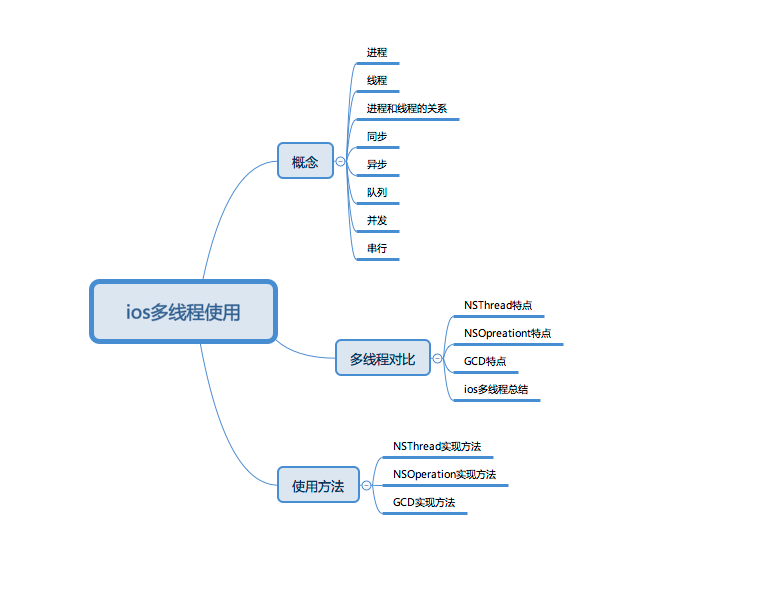 ios多线程使用
概念
进程
线程
进程和线程的关系
同步
异步
队列
并发
串行
多线程对比
NSThread特点
NSOpreationt特点
GCD特点
ios多线程总结
使用方法
NSThread实现方法
NSOperation实现方法
GCD实现方法